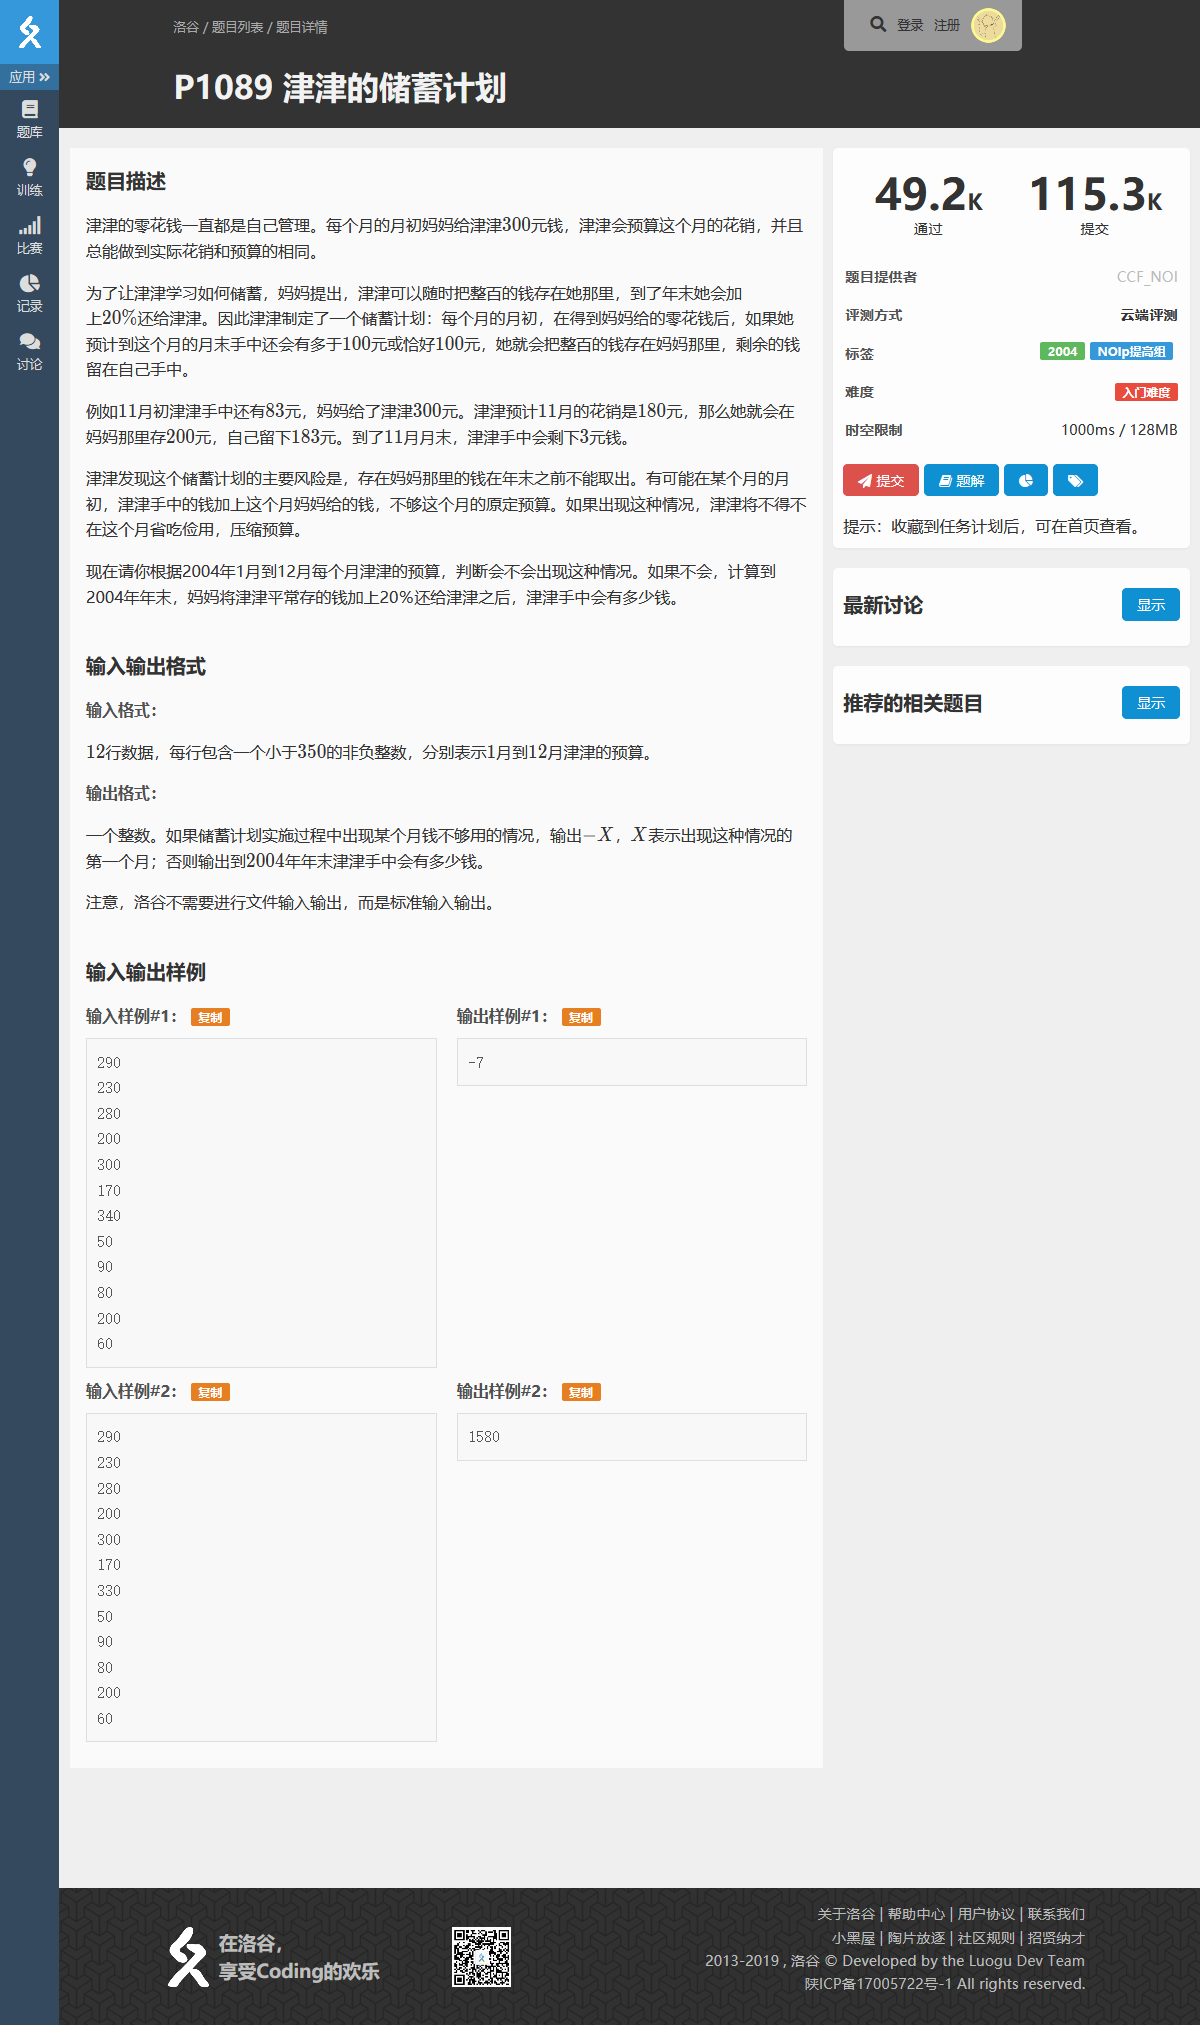 洛谷 / 题目列表 / 题目详情
登录 注册
P1089 津津的储蓄计划
应用
题库
训练
比赛
记录
讨论
题目描述
津津的零花钱一直都是自己管理。每个月的月初妈妈给津津300元钱，津津会预算这个月的花销，并且
总能做到实际花销和预算的相同。
为了让津津学习如何储蓄，妈妈提出，津津可以随时把整百的钱存在她那里，到了年末她会加
上20%还给津津。因此津津制定了一个储蓄计划：每个月的月初，在得到妈妈给的零花钱后，如果她
预计到这个月的月末手中还会有多于100元或恰好100元，她就会把整百的钱存在妈妈那里，剩余的钱
留在自己手中。
例如11月初津津手中还有83元，妈妈给了津津300元。津津预计11月的花销是180元，那么她就会在
妈妈那里存200元，自己留下183元。到了11月月末，津津手中会剩下3元钱。
津津发现这个储蓄计划的主要风险是，存在妈妈那里的钱在年末之前不能取出。有可能在某个月的月
初，津津手中的钱加上这个月妈妈给的钱，不够这个月的原定预算。如果出现这种情况，津津将不得不
在这个月省吃俭用，压缩预算。
现在请你根据2004年1月到12月每个月津津的预算，判断会不会出现这种情况。如果不会，计算到
2004年年末，妈妈将津津平常存的钱加上20%还给津津之后，津津手中会有多少钱。
输入输出格式
输入格式：
12行数据，每行包含一个小于350的非负整数，分别表示1月到12月津津的预算。
输出格式：
一个整数。如果储蓄计划实施过程中出现某个月钱不够用的情况，输出−X，X表示出现这种情况的
第一个月；否则输出到2004年年末津津手中会有多少钱。
注意，洛谷不需要进行文件输入输出，而是标准输入输出。
输入输出样例
输入样例#1： 复制
290
230
280
200
300
170
340
50
90
80
200
60
输出样例#1： 复制
-7
输入样例#2： 复制
290
230
280
200
300
170
330
50
90
80
200
60
输出样例#2： 复制
1580
49.2K 115.3K
通过 提交
题目提供者 CCF_NOI
评测方式 云端评测
标签 2004 NOIp提高组
难度 入门难度
时空限制 1000ms / 128MB
提交 题解
提示：收藏到任务计划后，可在首页查看。
最新讨论 显示
推荐的相关题目 显示
在洛谷，
享受Coding的欢乐
关于洛谷 | 帮助中心 | 用户协议 | 联系我们
小黑屋 | 陶片放逐 | 社区规则 | 招贤纳才
2013-2019 , 洛谷 © Developed by the Luogu Dev Team
陕ICP备17005722号-1 All rights reserved.